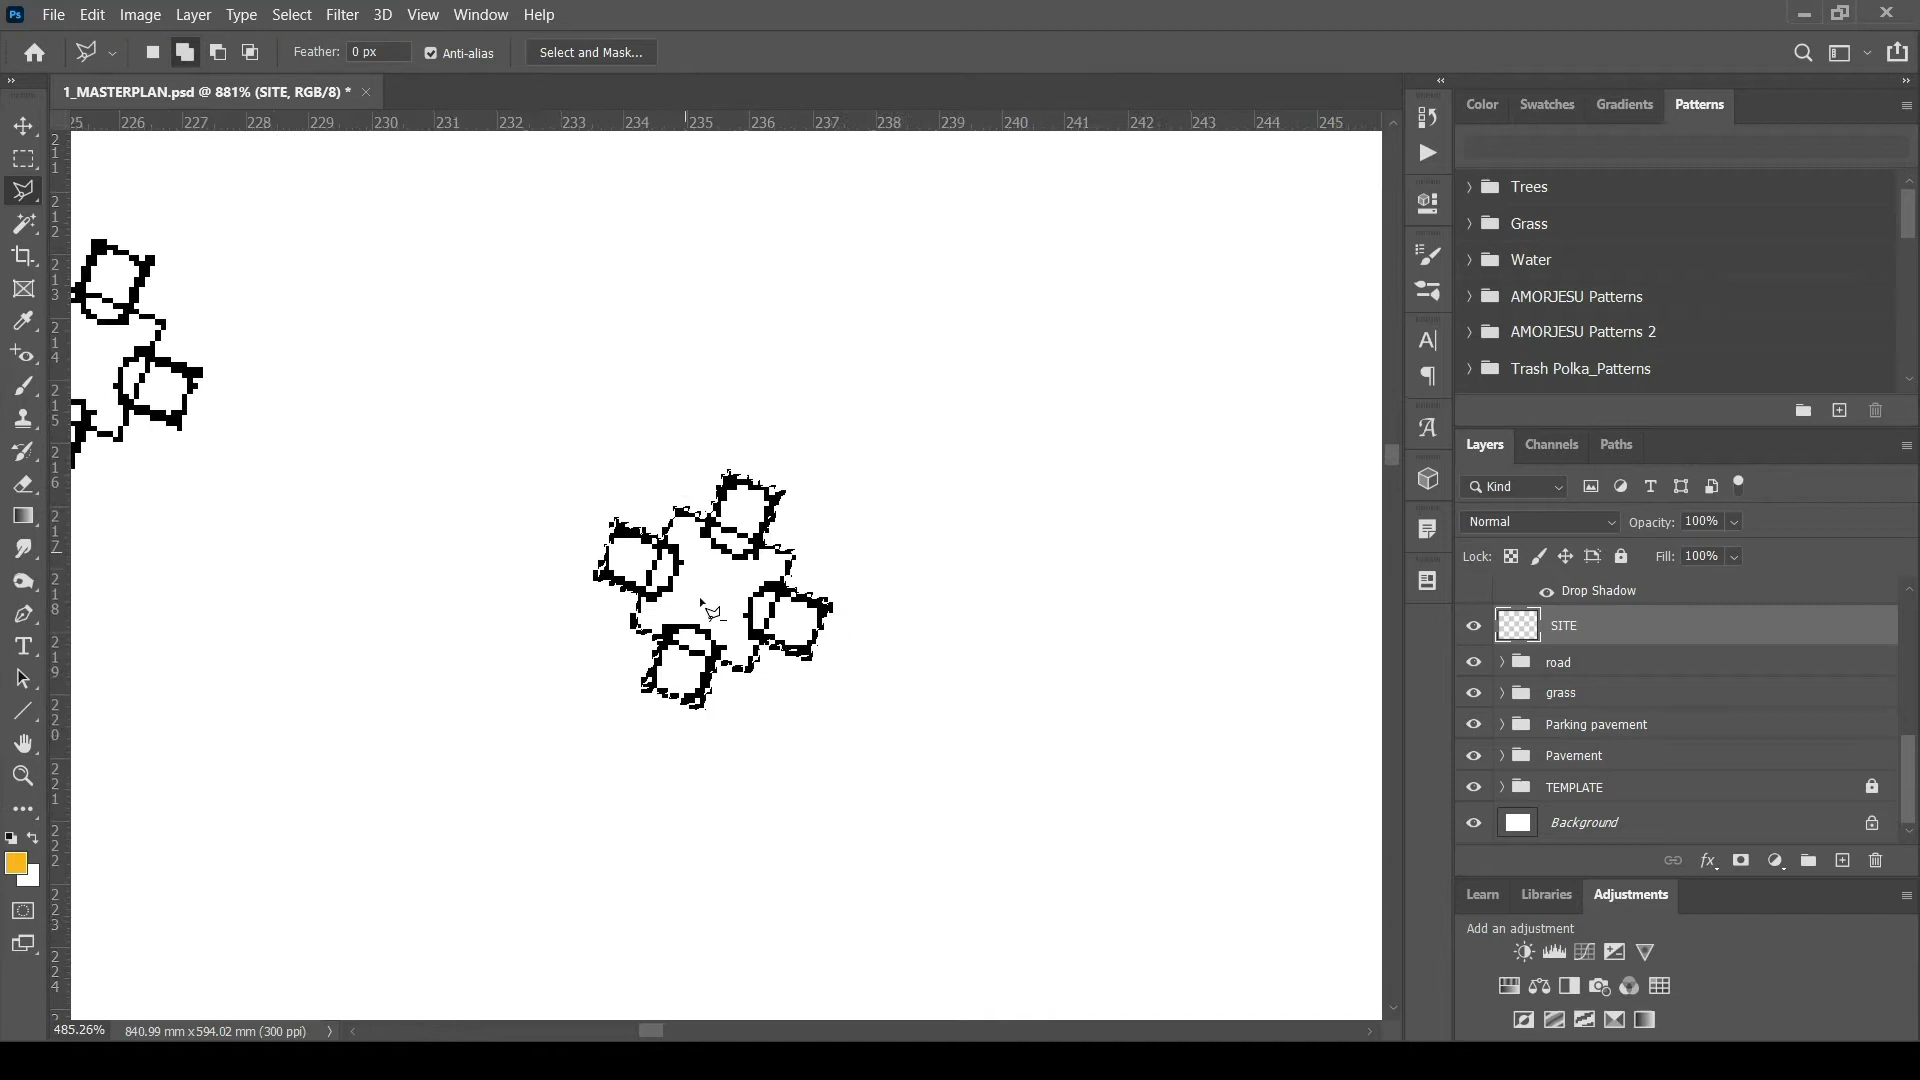 Ps File Edit Image Layer Type Select Filter 3D View Window Help
Feather: 0 px Anti-alias Select and Mask...
1_MASTERPLAN.psd @ 881% (SITE, RGB/8) *
25 226 227 228 229 230 231 232 233 234 235 236 237 238 239 240 241 242 243 244 245
Color Swatches Gradients Patterns
Trees
Grass
Water
AMORJESU Patterns
AMORJESU Patterns 2
Trash Polka_Patterns
Layers Channels Paths
Kind
Normal Opacity: 100%
Lock: Fill: 100%
Drop Shadow
SITE
road
grass
Parking pavement
Pavement
TEMPLATE
Background
Learn Libraries Adjustments
Add an adjustment
485.26% 840.99 mm x 594.02 mm (300 ppi)